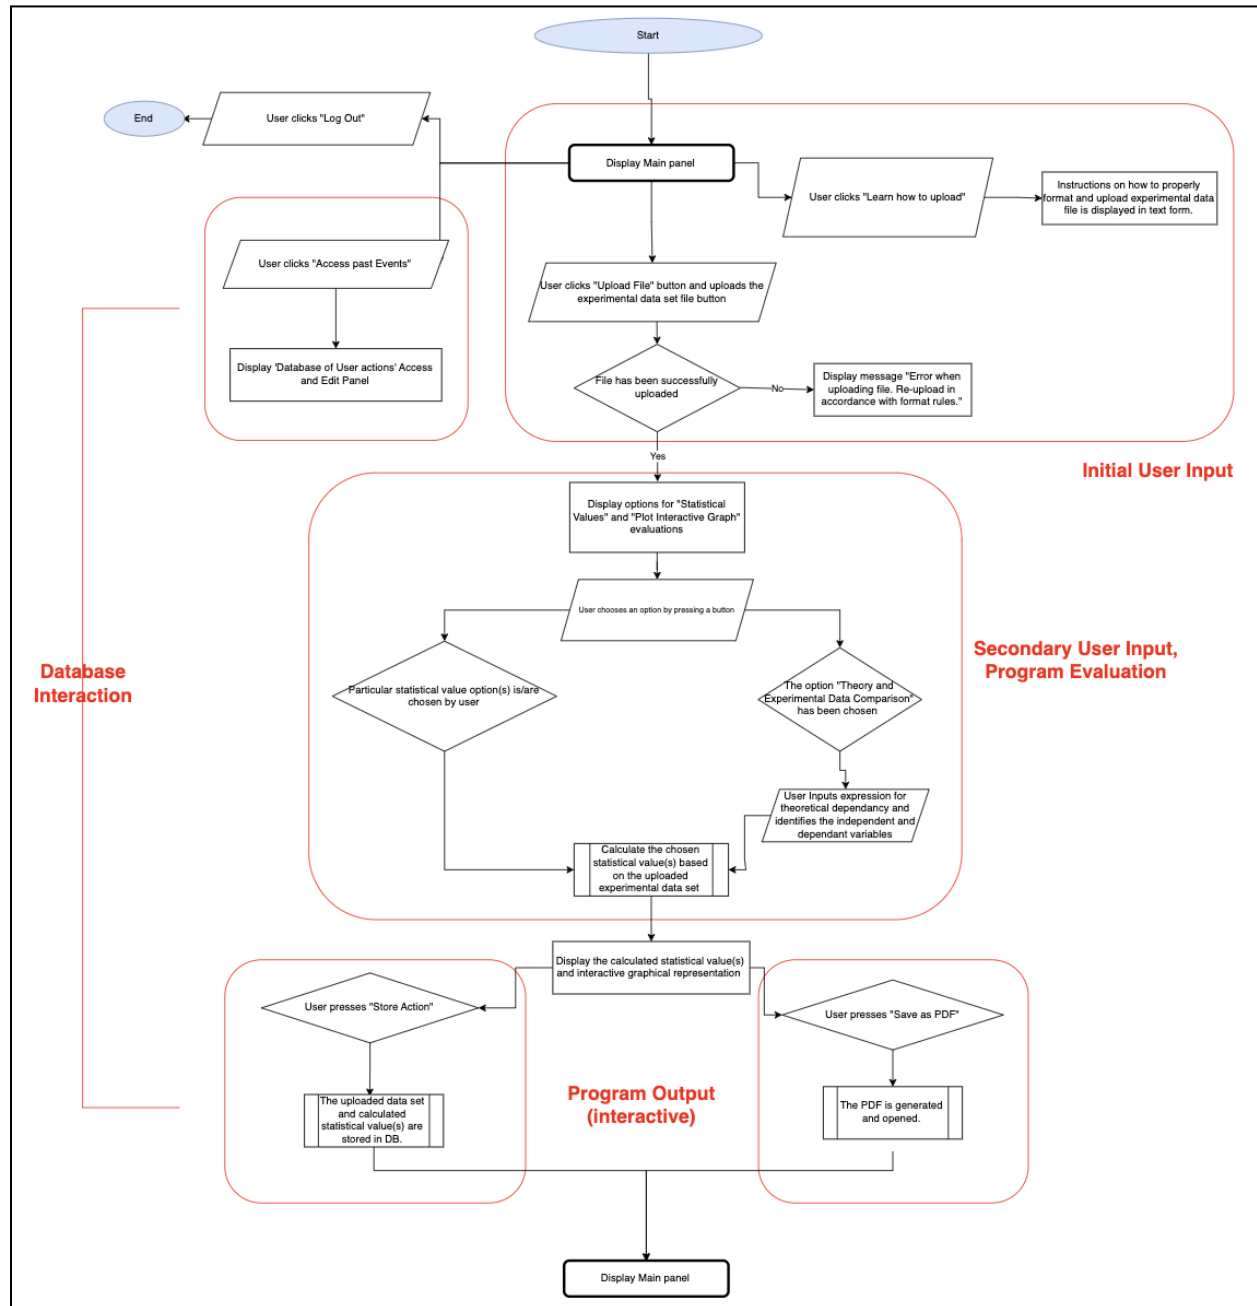 Start
End
User clicks "Log Out"
Display Main panel
User clicks "Learn how to upload"
Instructions on how to properly
format and upload experimental data
file is displayed in text form.
User clicks "Access past Events"
User clicks "Upload File" button and uploads the
experimental data set file button
Display 'Database of User actions' Access
and Edit Panel
File has been successfully
uploaded
No
Display message "Error when
uploading file. Re-upload in
accordance with format rules."
Yes
Initial User Input
Display options for "Statistical
Values" and "Plot Interactive Graph"
evaluations
User chooses an option by pressing a button
Database
Interaction
Particular statistical value option(s) is/are
chosen by user
The option "Theory and
Experimental Data Comparison"
has been chosen
Secondary User Input,
Program Evaluation
User Inputs expression for
theoretical dependancy and
identifies the independent and
dependant variables
Calculate the chosen
statistical value(s) based
on the uploaded
experimental data set
Display the calculated statistical value(s)
and interactive graphical representation
User presses "Store Action"
User presses "Save as PDF"
Program Output
(interactive)
The uploaded data set
and calculated
statistical value(s) are
stored in DB.
The PDF is generated
and opened.
Display Main panel